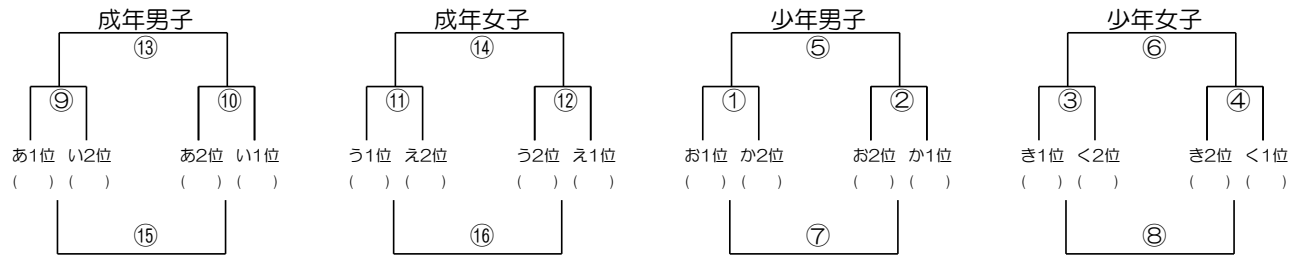 成年男子 成年女子 少年男子 少年女子
⑬ ⑭ ⑤ ⑥
⑨ ⑩ ⑪ ⑫ ① ② ③ ④
あ1位 い2位 あ2位 い1位 う1位 え2位 う2位 え1位 お1位 か2位 お2位 か1位 き1位 く2位 き2位 く1位
( ) ( ) ( ) ( ) ( ) ( ) ( ) ( ) ( ) ( ) ( ) ( ) ( ) ( ) ( ) ( )
⑮ ⑯ ⑦ ⑧